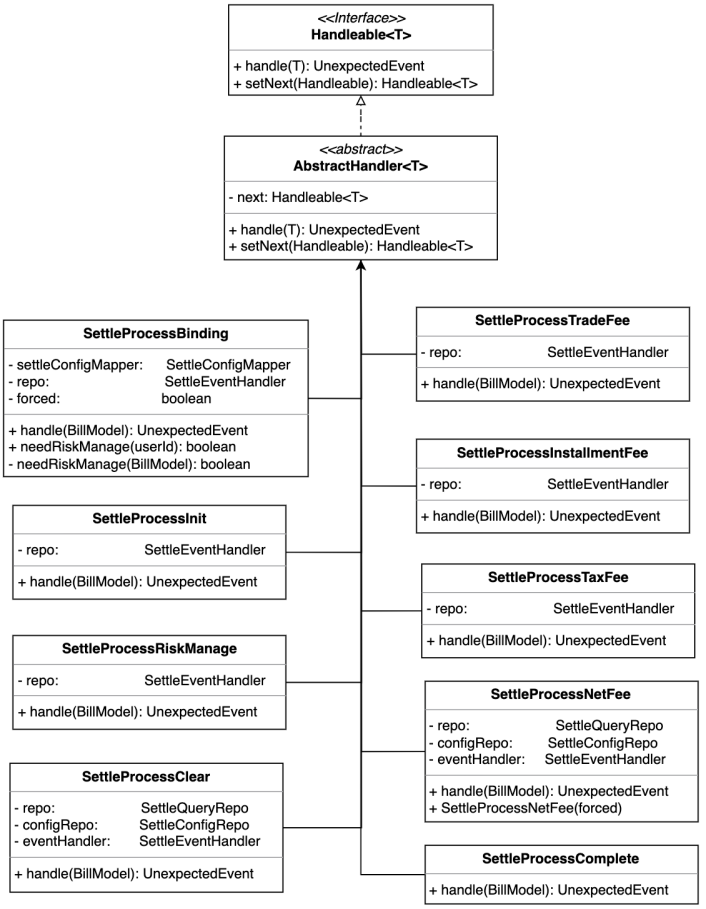 <<Interface>>
Handleable<T>
+ handle(T): UnexpectedEvent
+ setNext(Handleable): Handleable<T>
<<abstract>>
AbstractHandler<T>
- next: Handleable<T>
+ handle(T): UnexpectedEvent
+ setNext(Handleable): Handleable<T>
SettleProcessBinding
- settleConfigMapper: SettleConfigMapper
- repo: SettleEventHandler
- forced: boolean
+ handle(BillModel): UnexpectedEvent
+ needRiskManage(userId): boolean
- needRiskManage(BillModel): boolean
SettleProcessInit
- repo: SettleEventHandler
+ handle(BillModel): UnexpectedEvent
SettleProcessRiskManage
- repo: SettleEventHandler
+ handle(BillModel): UnexpectedEvent
SettleProcessClear
- repo: SettleQueryRepo
- configRepo: SettleConfigRepo
- eventHandler: SettleEventHandler
+ handle(BillModel): UnexpectedEvent
SettleProcessTradeFee
- repo: SettleEventHandler
+ handle(BillModel): UnexpectedEvent
SettleProcessInstallmentFee
- repo: SettleEventHandler
+ handle(BillModel): UnexpectedEvent
SettleProcessTaxFee
- repo: SettleEventHandler
+ handle(BillModel): UnexpectedEvent
SettleProcessNetFee
- repo: SettleQueryRepo
- configRepo: SettleConfigRepo
- eventHandler: SettleEventHandler
+ handle(BillModel): UnexpectedEvent
+ SettleProcessNetFee(forced)
SettleProcessComplete
+ handle(BillModel): UnexpectedEvent